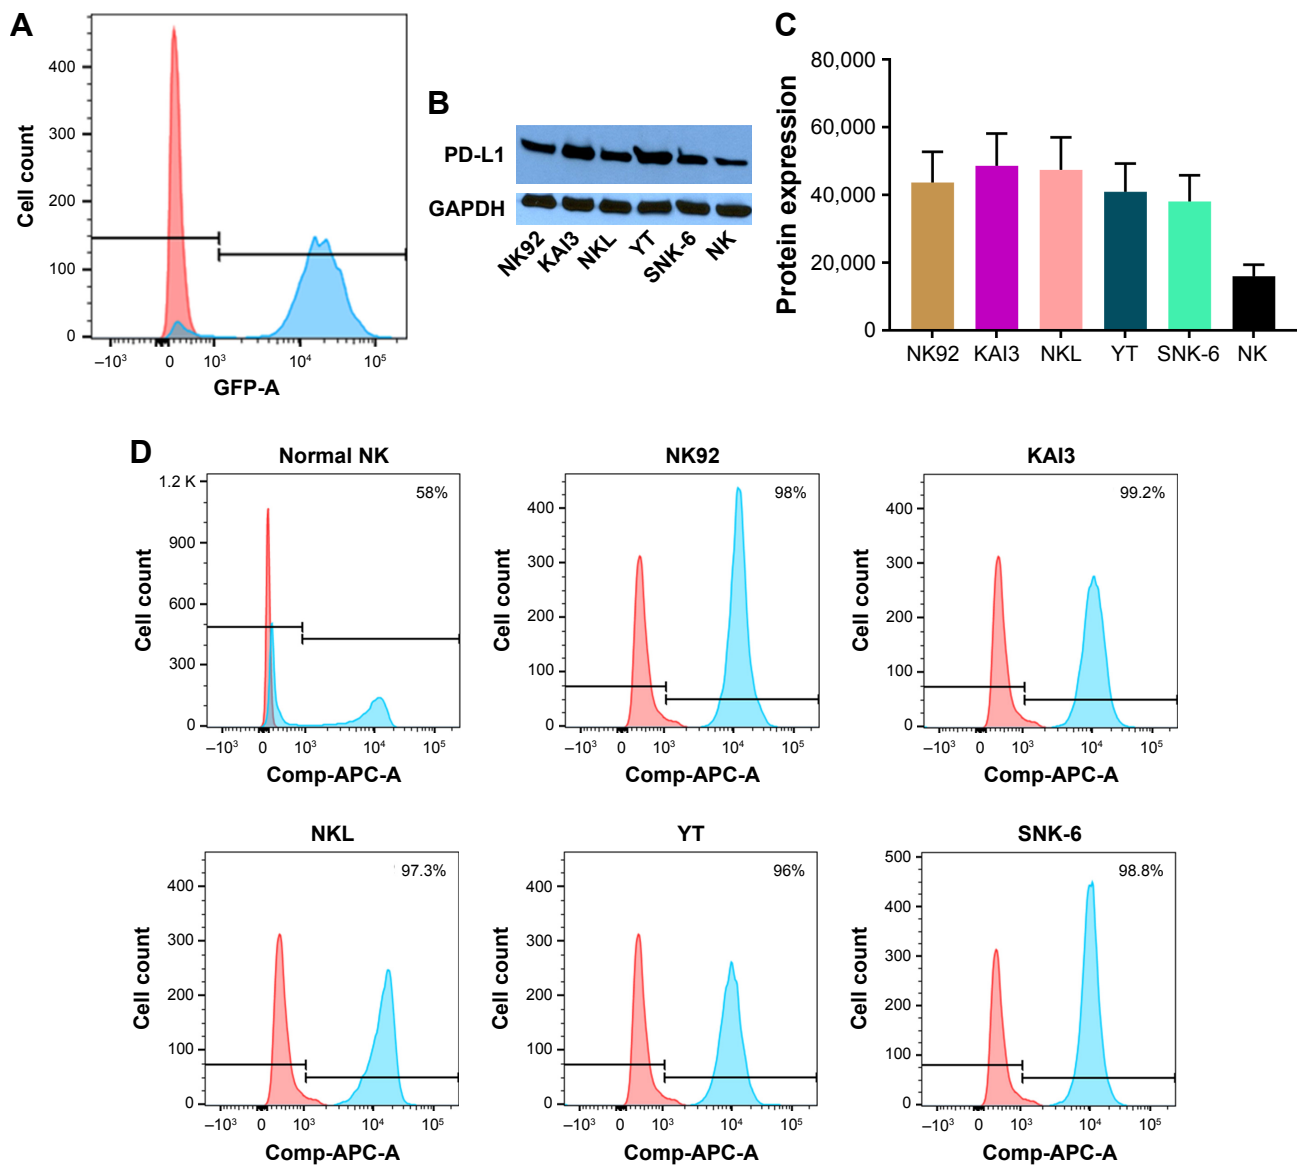 A
Cell count
400
300
200
100
0
–10³ 0 10³ 10⁴ 10⁵
GFP-A
B
PD-L1
GAPDH
NK92 KAI3 NKL YT SNK-6 NK
C
Protein expression
80,000
60,000
40,000
20,000
0
NK92 KAI3 NKL YT SNK-6 NK
D
Normal NK
58%
Cell count
1.2 K
900
600
300
0
–10³ 0 10³ 10⁴ 10⁵
Comp-APC-A
NK92
98%
Cell count
400
300
200
100
0
–10³ 0 10³ 10⁴ 10⁵
Comp-APC-A
KAI3
99.2%
Cell count
400
300
200
100
0
–10³ 0 10³ 10⁴ 10⁵
Comp-APC-A
NKL
97.3%
Cell count
400
300
200
100
0
–10³ 0 10³ 10⁴ 10⁵
Comp-APC-A
YT
96%
Cell count
400
300
200
100
0
–10³ 0 10³ 10⁴ 10⁵
Comp-APC-A
SNK-6
98.8%
Cell count
500
400
300
200
100
0
–10³ 0 10³ 10⁴ 10⁵
Comp-APC-A